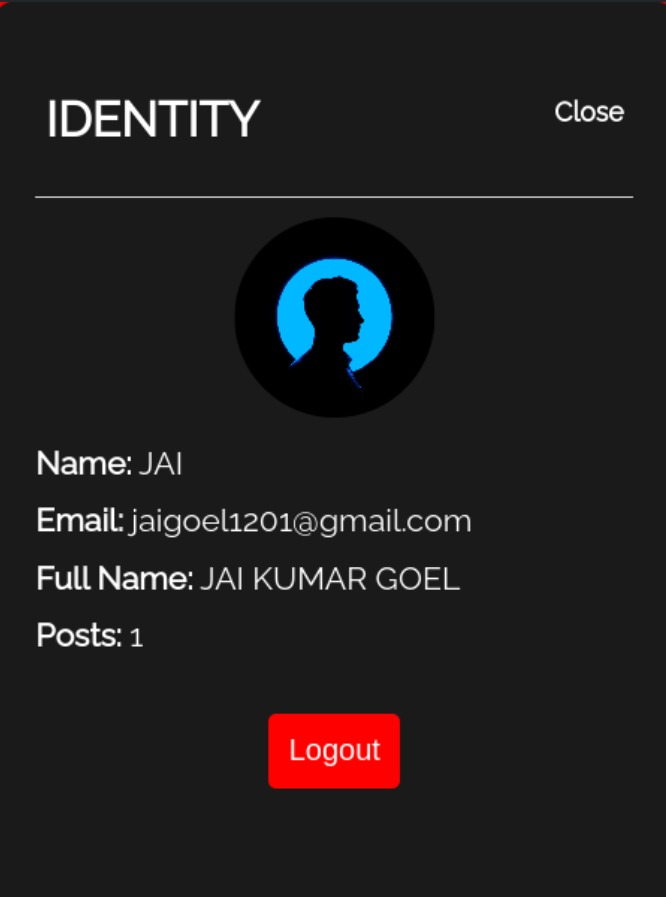 IDENTITY
Close
Name: JAI
Email: jaigoel1201@gmail.com
Full Name: JAI KUMAR GOEL
Posts: 1
Logout